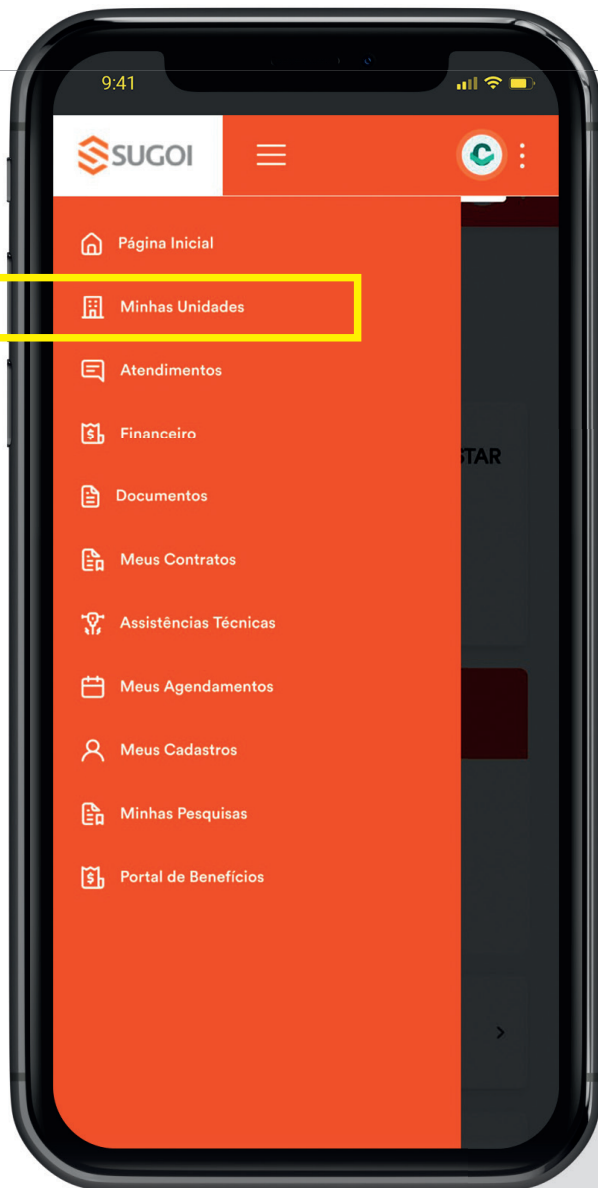 9:41
SUGOI
Página Inicial
Minhas Unidades
Atendimentos
Financeiro
STAR
Documentos
Meus Contratos
Assistências Técnicas
Meus Agendamentos
Meus Cadastros
Minhas Pesquisas
Portal de Benefícios